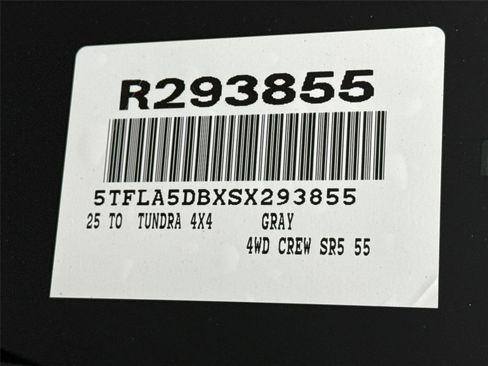 R293855
5TFLA5DBXSX293855
25 TO TUNDRA 4X4 GRAY
4WD CREW SR5 55